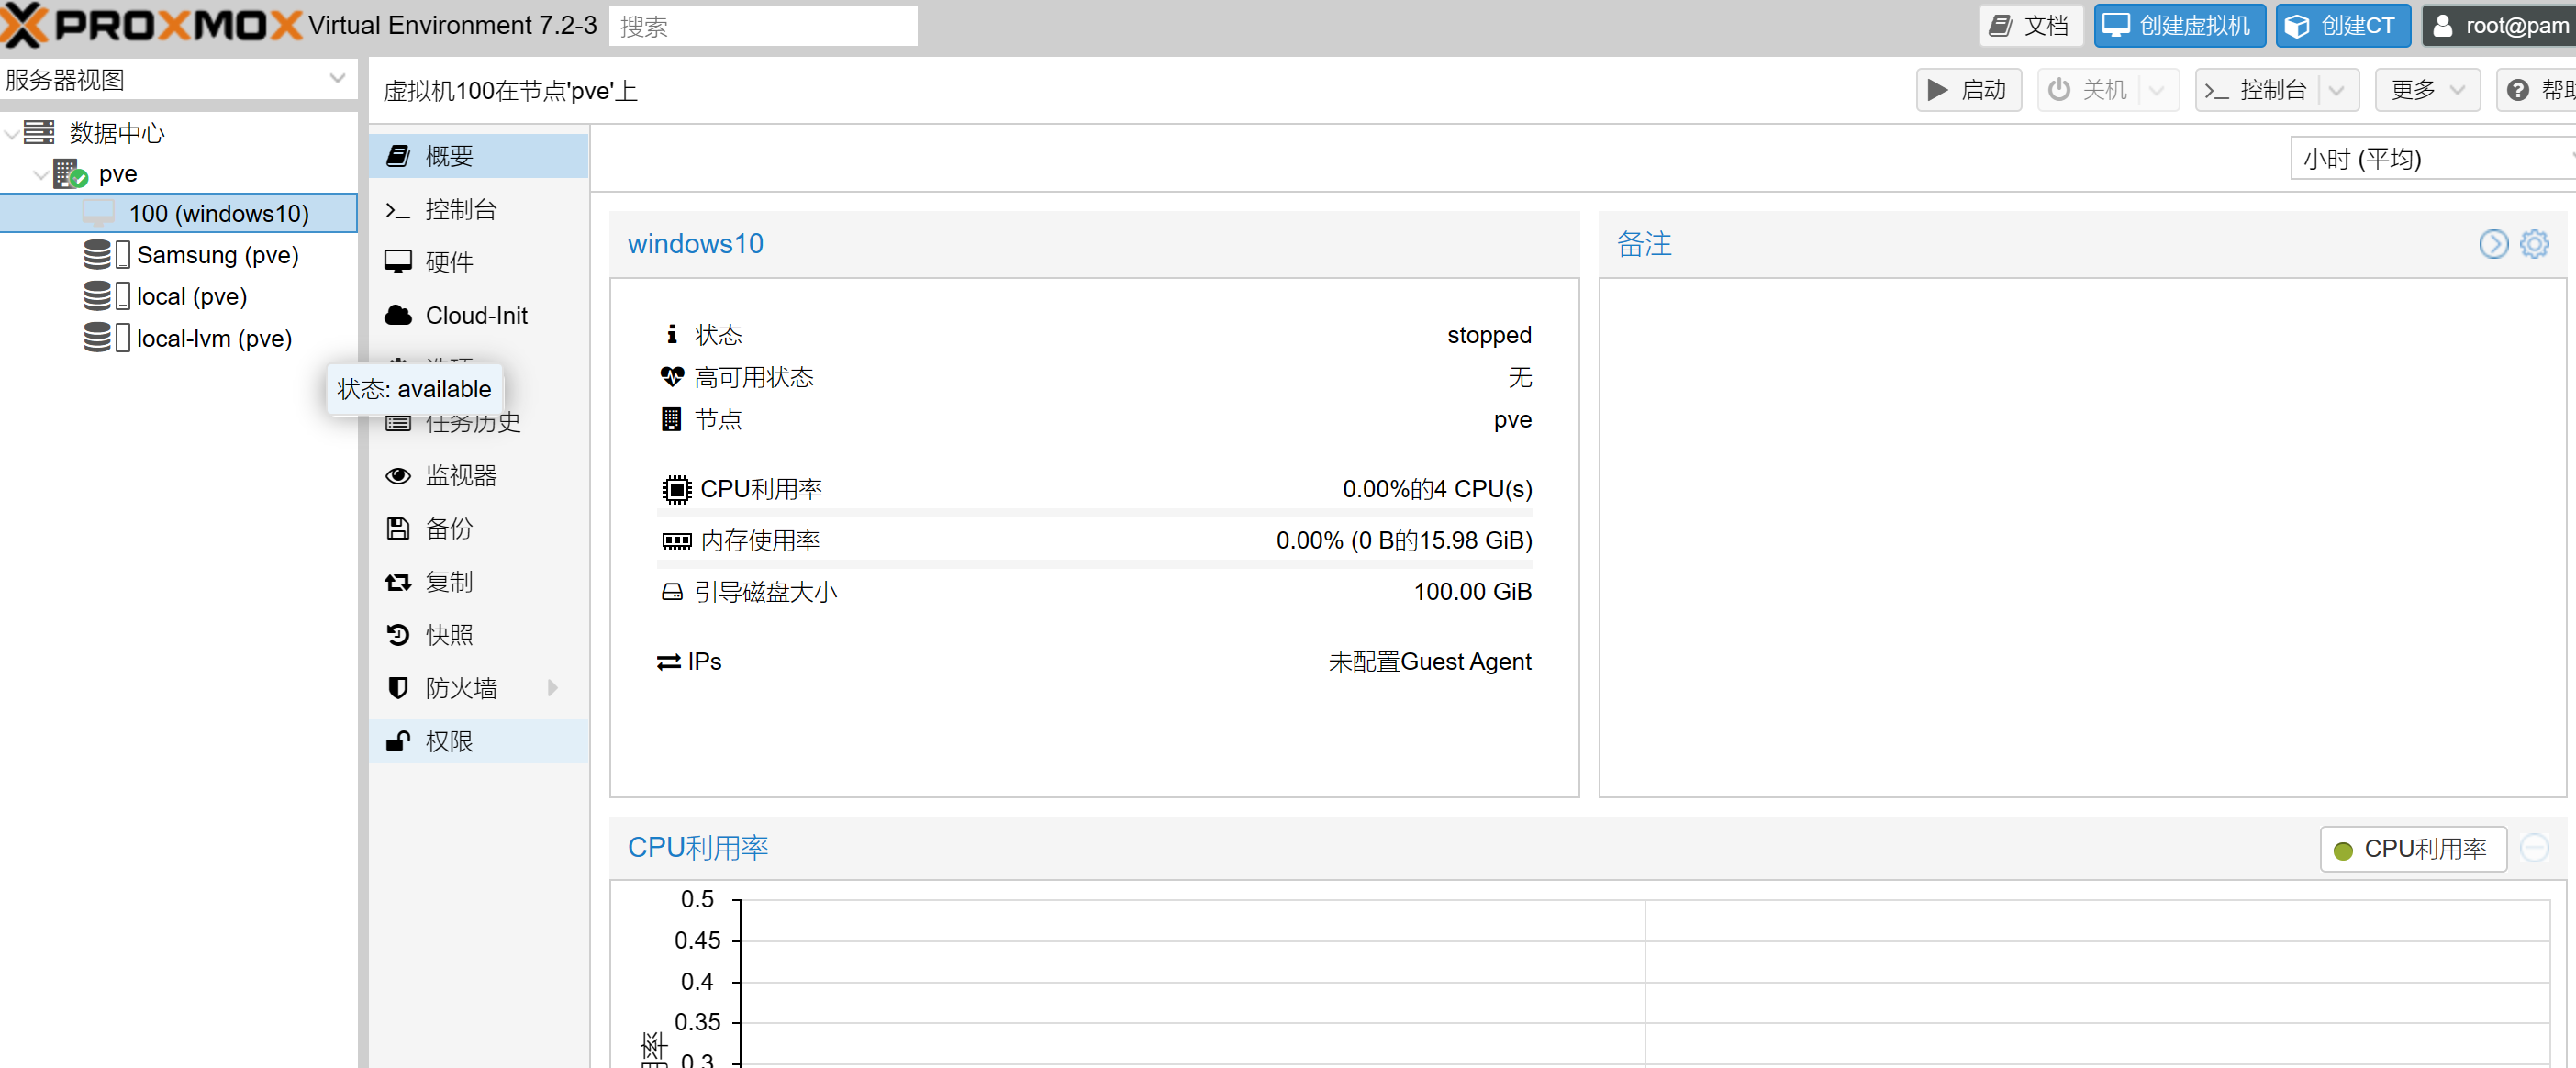 PROXMOX Virtual Environment 7.2-3
搜索
文档
创建虚拟机
创建CT
root@pam
服务器视图
虚拟机100在节点'pve'上
启动
关机
控制台
更多
帮助
数据中心
pve
100 (windows10)
Samsung (pve)
local (pve)
local-lvm (pve)
状态: available
概要
控制台
硬件
Cloud-Init
选项
任务历史
监视器
备份
复制
快照
防火墙
权限
小时 (平均)
windows10
状态 stopped
高可用状态 无
节点 pve
CPU利用率 0.00%的4 CPU(s)
内存使用率 0.00% (0 B的15.98 GiB)
引导磁盘大小 100.00 GiB
IPs 未配置Guest Agent
备注
CPU利用率
CPU利用率
0.5
0.45
0.4
0.35
0.3
用率